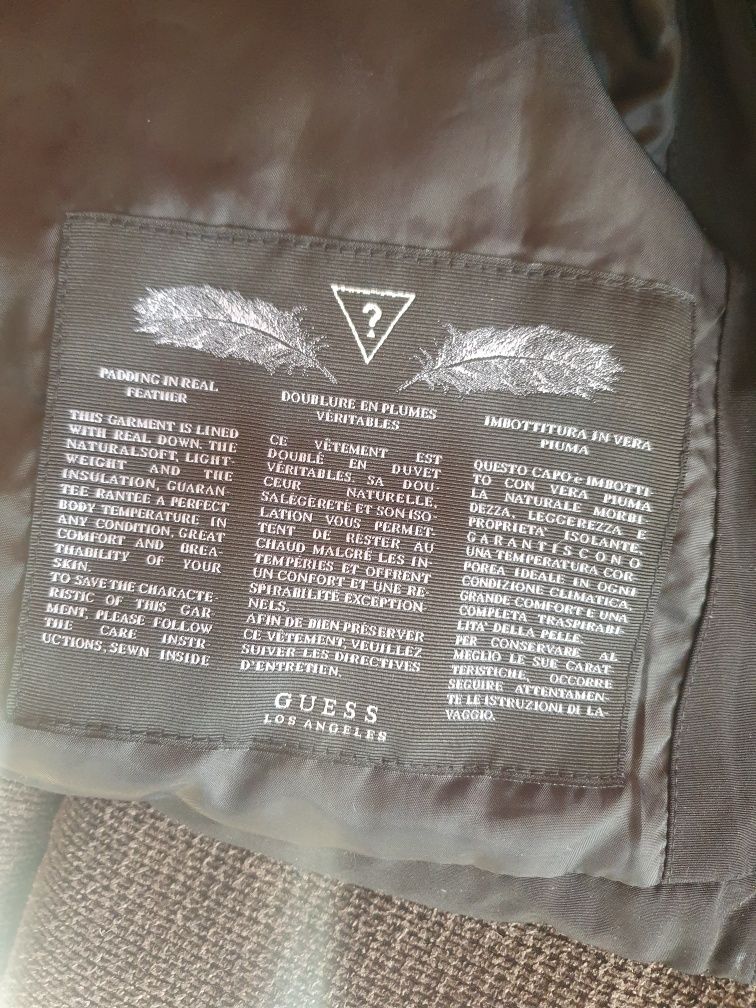 ?
PADDING IN REAL
FEATHER
THIS GARMENT IS LINED
WITH REAL DOWN. THE
NATURALSOFT, LIGHT-
WEIGHT AND THE
INSULATION, GUARAN-
TEE RANTEE A PERFECT
BODY TEMPERATURE IN
ANY CONDITION, GREAT
COMFORT AND BREA-
THABILITY OF YOUR
SKIN.
TO SAVE THE CHARACTE-
RISTIC OF THIS GAR-
MENT, PLEASE FOLLOW
THE CARE INSTR-
UCTIONS, SEWN INSIDE
DOUBLURE EN PLUMES
VÉRITABLES
CE VÊTEMENT EST
DOUBLÉ EN DUVET
VÉRITABLES. SA DOU-
CEUR NATURELLE,
SALÉGÈRETÉ ET SON ISO-
LATION VOUS PERMET-
TENT DE RESTER AU
CHAUD MALGRÉ LES IN-
TEMPÉRIES ET OFFRENT
UN CONFORT ET UNE RE-
SPIRABILITÉ EXCEPTION-
NELS.
AFIN DE BIEN PRÉSERVER
CE VÊTEMENT, VEUILLEZ
SUIVER LES DIRECTIVES
D'ENTRETIEN.
IMBOTTITURA IN VERA
PIUMA
QUESTO CAPO e IMBOTTI-
TO CON VERA PIUMA
LA NATURALE MORBI-
DEZZA, LEGGEREZZA E
PROPRIETA' ISOLANTE,
GARANTISCONO
UNA TEMPERATURA COR-
POREA IDEALE IN OGNI
CONDIZIONE CLIMATICA,
GRANDE COMFORT E UNA
COMPLETA TRASPIRABI-
LITA' DELLA PELLE.
PER CONSERVARE AL
MEGLIO LE SUE CARAT-
TERISTICHE, OCCORRE
SEGUIRE ATTENTAMEN-
TE LE ISTRUZIONI DI LA-
VAGGIO.
GUESS
LOS ANGELES